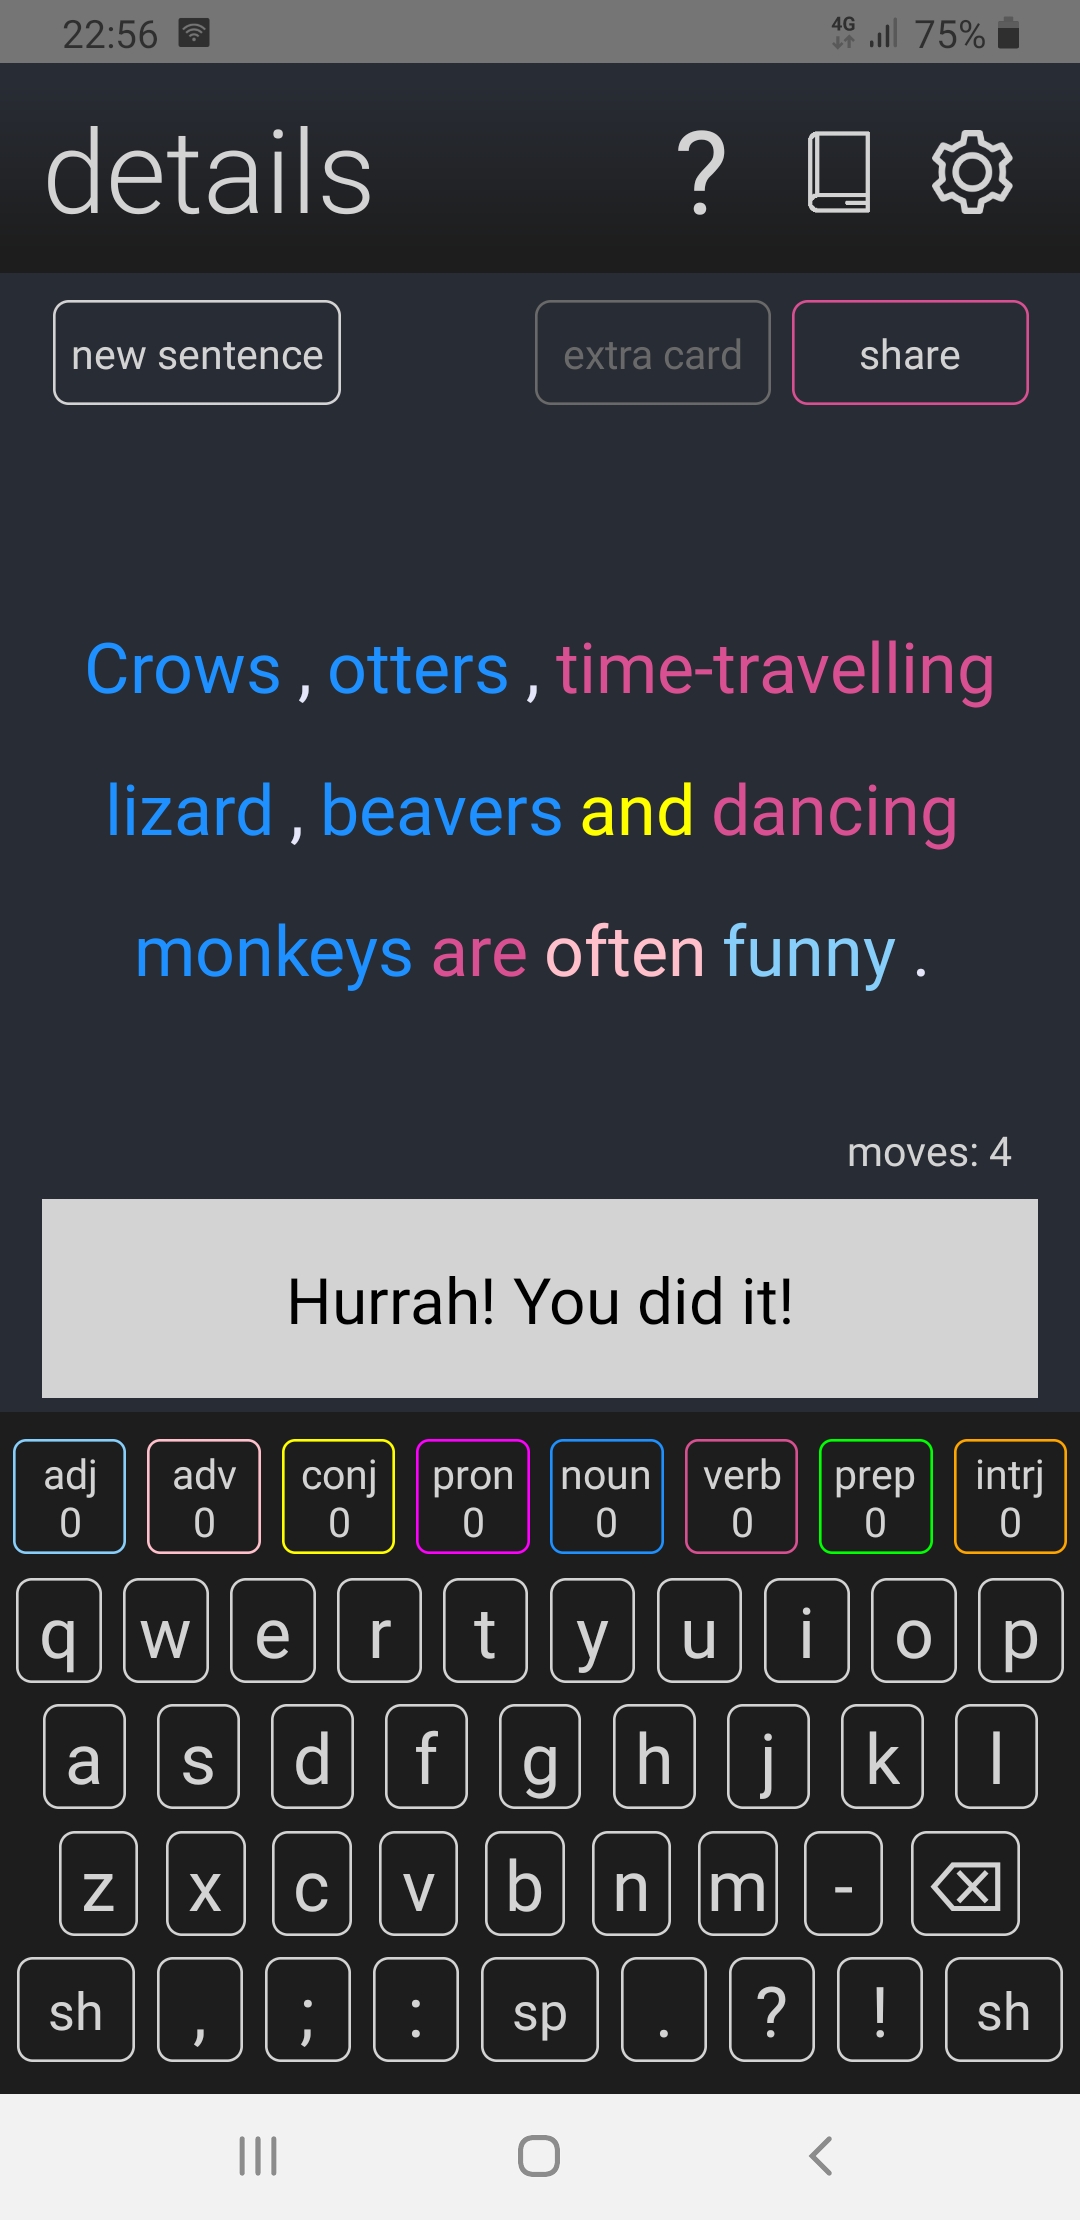 22:56 4G 75%
details ?
new sentence extra card share
Crows , otters , time-travelling
lizard , beavers and dancing
monkeys are often funny .
moves: 4
Hurrah! You did it!
adj adv conj pron noun verb prep intrj
0 0 0 0 0 0 0 0
q w e r t y u i o p
a s d f g h j k l
z x c v b n m -
sh , ; : sp . ? ! sh